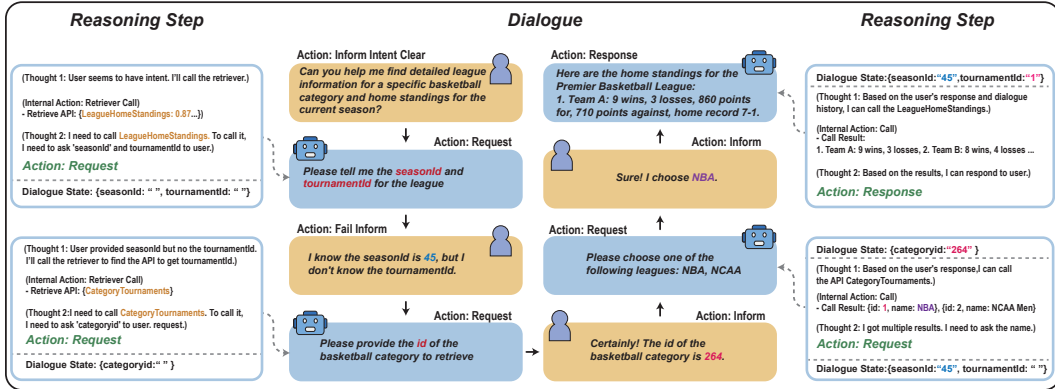 Reasoning Step
Dialogue
Reasoning Step
(Thought 1: User seems to have intent. I'll call the retriever.)
(Internal Action: Retriever Call)
- Retrieve API: {LeagueHomeStandings: 0.87...})
(Thought 2: I need to call LeagueHomeStandings. To call it,
I need to ask 'seasonId' and tournamentId to user.)
Action: Request
Dialogue State: {seasonId: “ ”, tournamentId: “ ”}
(Thought 1: User provided seasonId but no the tournamentId.
I'll call the retriever to find the API to get tournamentId.)
(Internal Action: Retriever Call)
- Retrieve API: {CategoryTournaments}
(Thought 2:I need to call CategoryTournaments. To call it,
I need to ask 'categoryid' to user. request.)
Action: Request
Dialogue State: {categoryid:“ ” }
Action: Inform Intent Clear
Can you help me find detailed league
information for a specific basketball
category and home standings for the
current season?
Action: Request
Please tell me the seasonId and
tournamentId for the league
Action: Fail Inform
I know the seasonId is 45, but I
don't know the tournamentId.
Action: Request
Please provide the id of the
basketball category to retrieve
Action: Response
Here are the home standings for the
Premier Basketball League:
1. Team A: 9 wins, 3 losses, 860 points
for, 710 points against, home record 7-1.
Action: Inform
Sure! I choose NBA.
Action: Request
Please choose one of the
following leagues: NBA, NCAA
Action: Inform
Certainly! The id of the
basketball category is 264.
Dialogue State:{seasonId:“45”,tournamentId:“1”}
(Thought 1: Based on the user's response and dialogue
history, I can call the LeagueHomeStandings.)
(Internal Action: Call)
- Call Result:
1. Team A: 9 wins, 3 losses, 2. Team B: 8 wins, 4 losses ...
(Thought 2: Based on the results, I can respond to user.)
Action: Response
Dialogue State: {categoryid:“264” }
(Thought 1: Based on the user's response,I can call
the API CategoryTournaments.)
(Internal Action: Call)
- Call Result: {id: 1, name: NBA}, {id: 2, name: NCAA Men}
(Thought 2: I got multiple results. I need to ask the name.)
Action: Request
Dialogue State: {seasonId: “45”, tournamentId: “ ”}